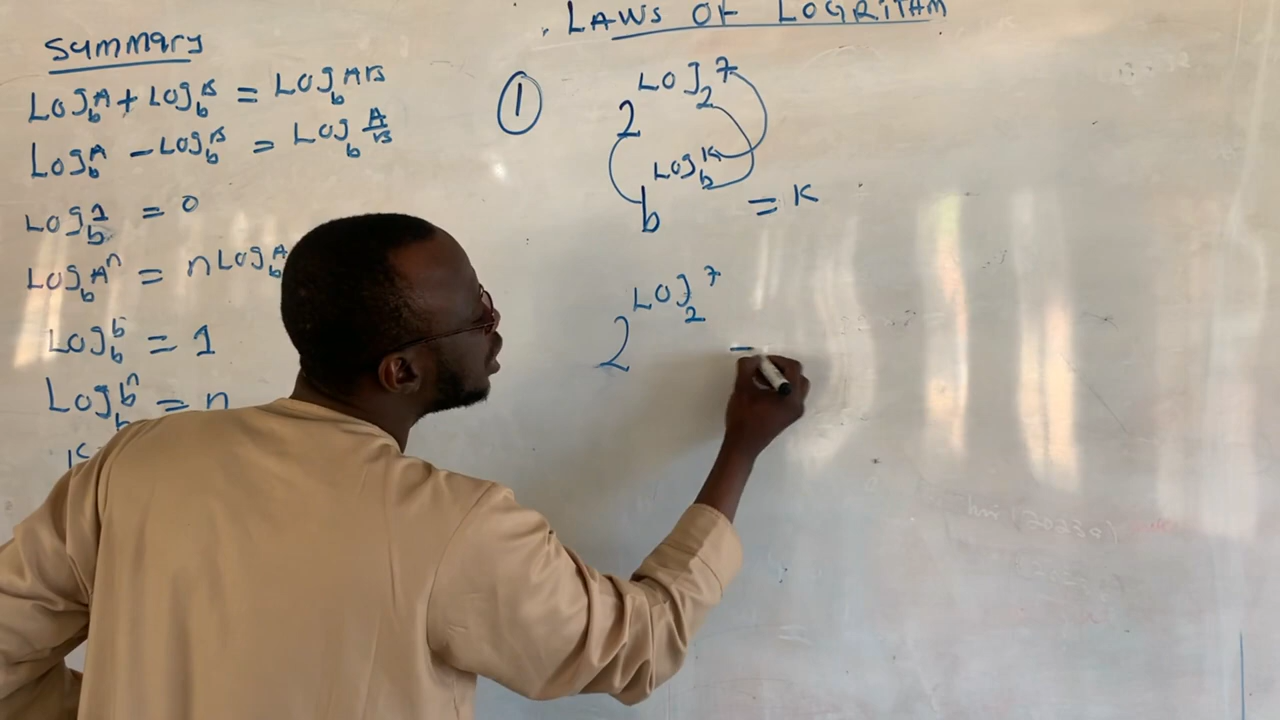 LAWS OF LOGRITHM
Summary
Log_b^A + Log_b^B = Log_b^AB
Log_b^A - Log_b^B = Log_b^(A/B)
Log_b^1 = 0
Log_b A^n = n Log_b^A
Log_b^b = 1
Log_b b^n = n
① 2^(Log_2^7)
b^(Log_b^K) = K
2^(Log_2^7) -